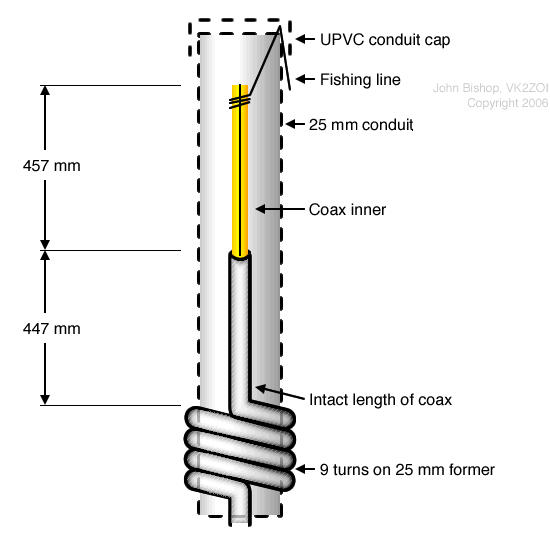 UPVC conduit cap
Fishing line
John Bishop, VK2ZOI
Copyright 2006
25 mm conduit
457 mm
Coax inner
447 mm
Intact length of coax
9 turns on 25 mm former